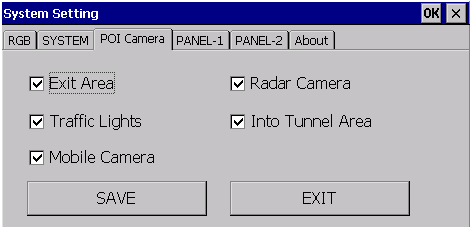 System Setting OK ×
RGB SYSTEM POI Camera PANEL-1 PANEL-2 About
Exit Area Radar Camera
Traffic Lights Into Tunnel Area
Mobile Camera
SAVE EXIT